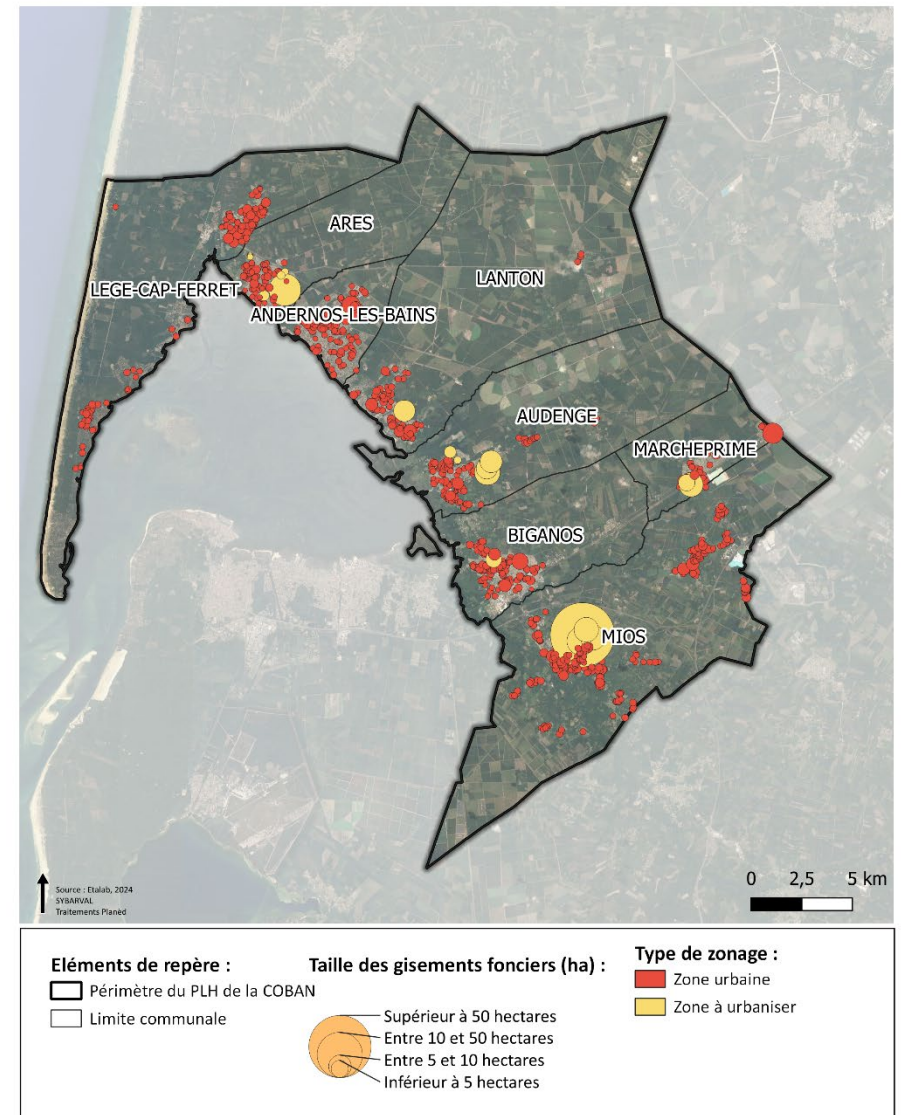 ARES
LANTON
LEGE-CAP-FERRET
ANDERNOS-LES-BAINS
AUDENGE
MARCHEPRIME
BIGANOS
MIOS
0 2,5 5 km
Source : Etalab, 2024
SYBARVAL
Traitements Planèd
Eléments de repère :
Périmètre du PLH de la COBAN
Limite communale
Taille des gisements fonciers (ha) :
Supérieur à 50 hectares
Entre 10 et 50 hectares
Entre 5 et 10 hectares
Inférieur à 5 hectares
Type de zonage :
Zone urbaine
Zone à urbaniser